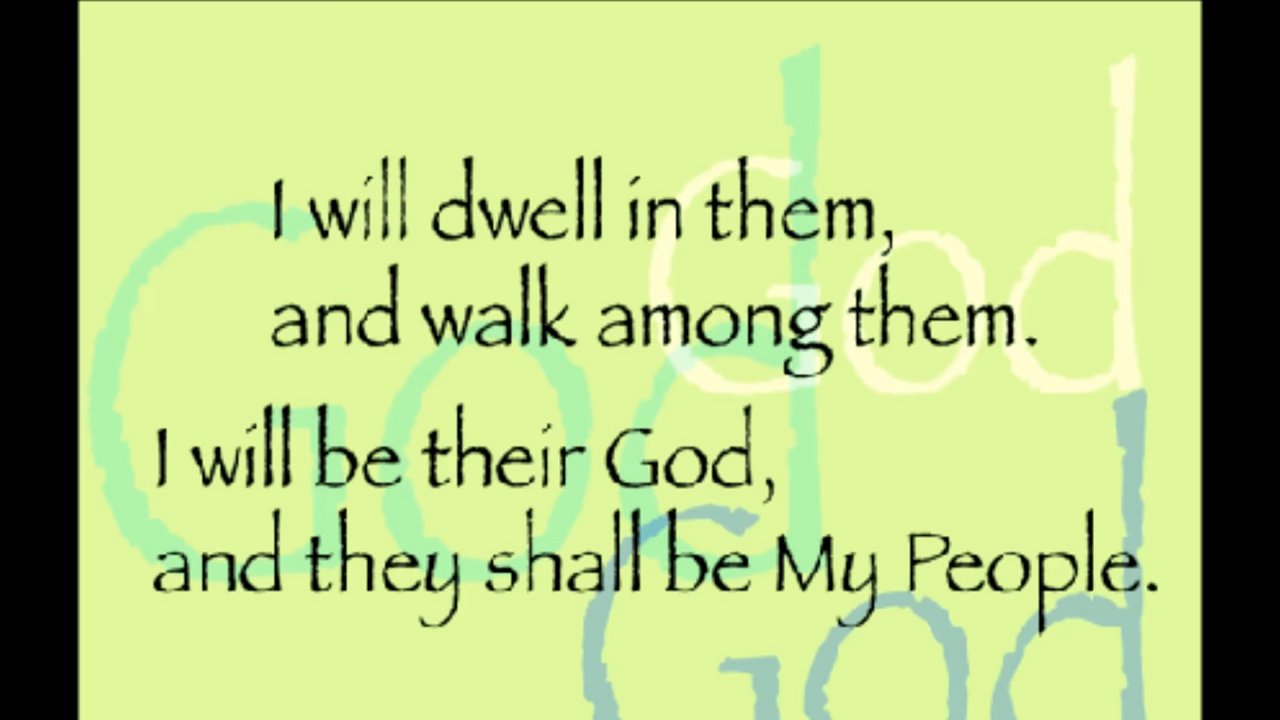 God
God
I will dwell in them,
and walk among them.
I will be their God,
and they shall be My People.
God